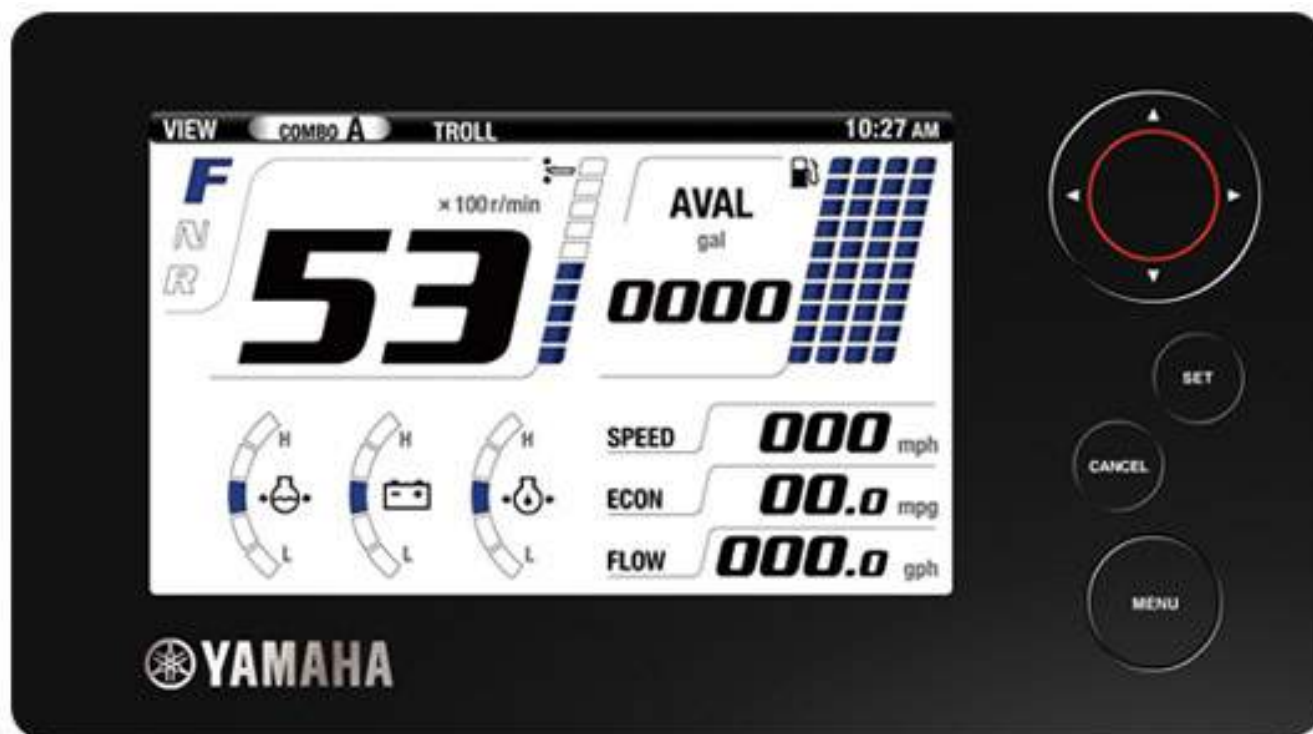 VIEW COMBO A TROLL 10:27 AM
F
N
R
× 100 r/min
53
AVAL
gal
0000
H
L
H
L
H
L
SPEED 000 mph
ECON 00.0 mpg
FLOW 000.0 gph
SET
CANCEL
MENU
YAMAHA